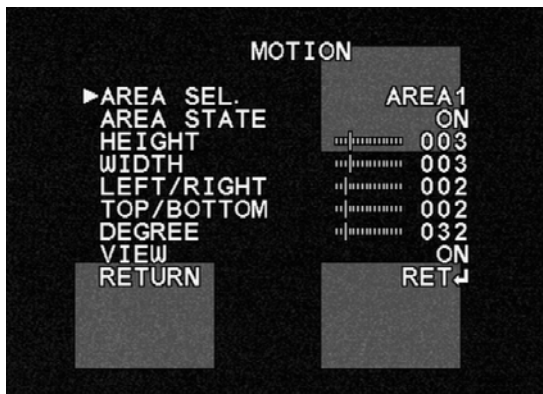 MOTION
►AREA SEL. AREA1
AREA STATE ON
HEIGHT 003
WIDTH 003
LEFT/RIGHT 002
TOP/BOTTOM 002
DEGREE 032
VIEW ON
RETURN RET↲